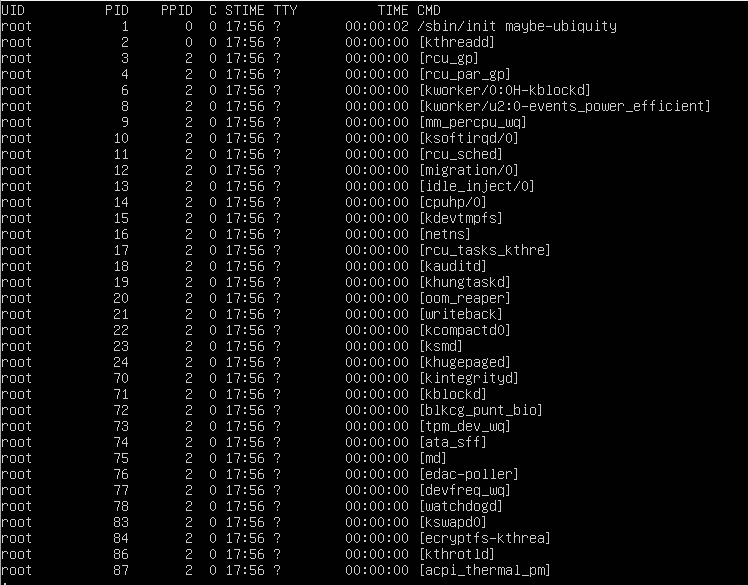 UID PID PPID C STIME TTY TIME CMD
root 1 0 0 17:56 ? 00:00:02 /sbin/init maybe-ubiquity
root 2 0 0 17:56 ? 00:00:00 [kthreadd]
root 3 2 0 17:56 ? 00:00:00 [rcu_gp]
root 4 2 0 17:56 ? 00:00:00 [rcu_par_gp]
root 6 2 0 17:56 ? 00:00:00 [kworker/0:0H-kblockd]
root 8 2 0 17:56 ? 00:00:00 [kworker/u2:0-events_power_efficient]
root 9 2 0 17:56 ? 00:00:00 [mm_percpu_wq]
root 10 2 0 17:56 ? 00:00:00 [ksoftirqd/0]
root 11 2 0 17:56 ? 00:00:00 [rcu_sched]
root 12 2 0 17:56 ? 00:00:00 [migration/0]
root 13 2 0 17:56 ? 00:00:00 [idle_inject/0]
root 14 2 0 17:56 ? 00:00:00 [cpuhp/0]
root 15 2 0 17:56 ? 00:00:00 [kdevtmpfs]
root 16 2 0 17:56 ? 00:00:00 [netns]
root 17 2 0 17:56 ? 00:00:00 [rcu_tasks_kthre]
root 18 2 0 17:56 ? 00:00:00 [kauditd]
root 19 2 0 17:56 ? 00:00:00 [khungtaskd]
root 20 2 0 17:56 ? 00:00:00 [oom_reaper]
root 21 2 0 17:56 ? 00:00:00 [writeback]
root 22 2 0 17:56 ? 00:00:00 [kcompactd0]
root 23 2 0 17:56 ? 00:00:00 [ksmd]
root 24 2 0 17:56 ? 00:00:00 [khugepaged]
root 70 2 0 17:56 ? 00:00:00 [kintegrityd]
root 71 2 0 17:56 ? 00:00:00 [kblockd]
root 72 2 0 17:56 ? 00:00:00 [blkcg_punt_bio]
root 73 2 0 17:56 ? 00:00:00 [tpm_dev_wq]
root 74 2 0 17:56 ? 00:00:00 [ata_sff]
root 75 2 0 17:56 ? 00:00:00 [md]
root 76 2 0 17:56 ? 00:00:00 [edac-poller]
root 77 2 0 17:56 ? 00:00:00 [devfreq_wq]
root 78 2 0 17:56 ? 00:00:00 [watchdogd]
root 83 2 0 17:56 ? 00:00:00 [kswapd0]
root 84 2 0 17:56 ? 00:00:00 [ecryptfs-kthrea]
root 86 2 0 17:56 ? 00:00:00 [kthrotld]
root 87 2 0 17:56 ? 00:00:00 [acpi_thermal_pm]